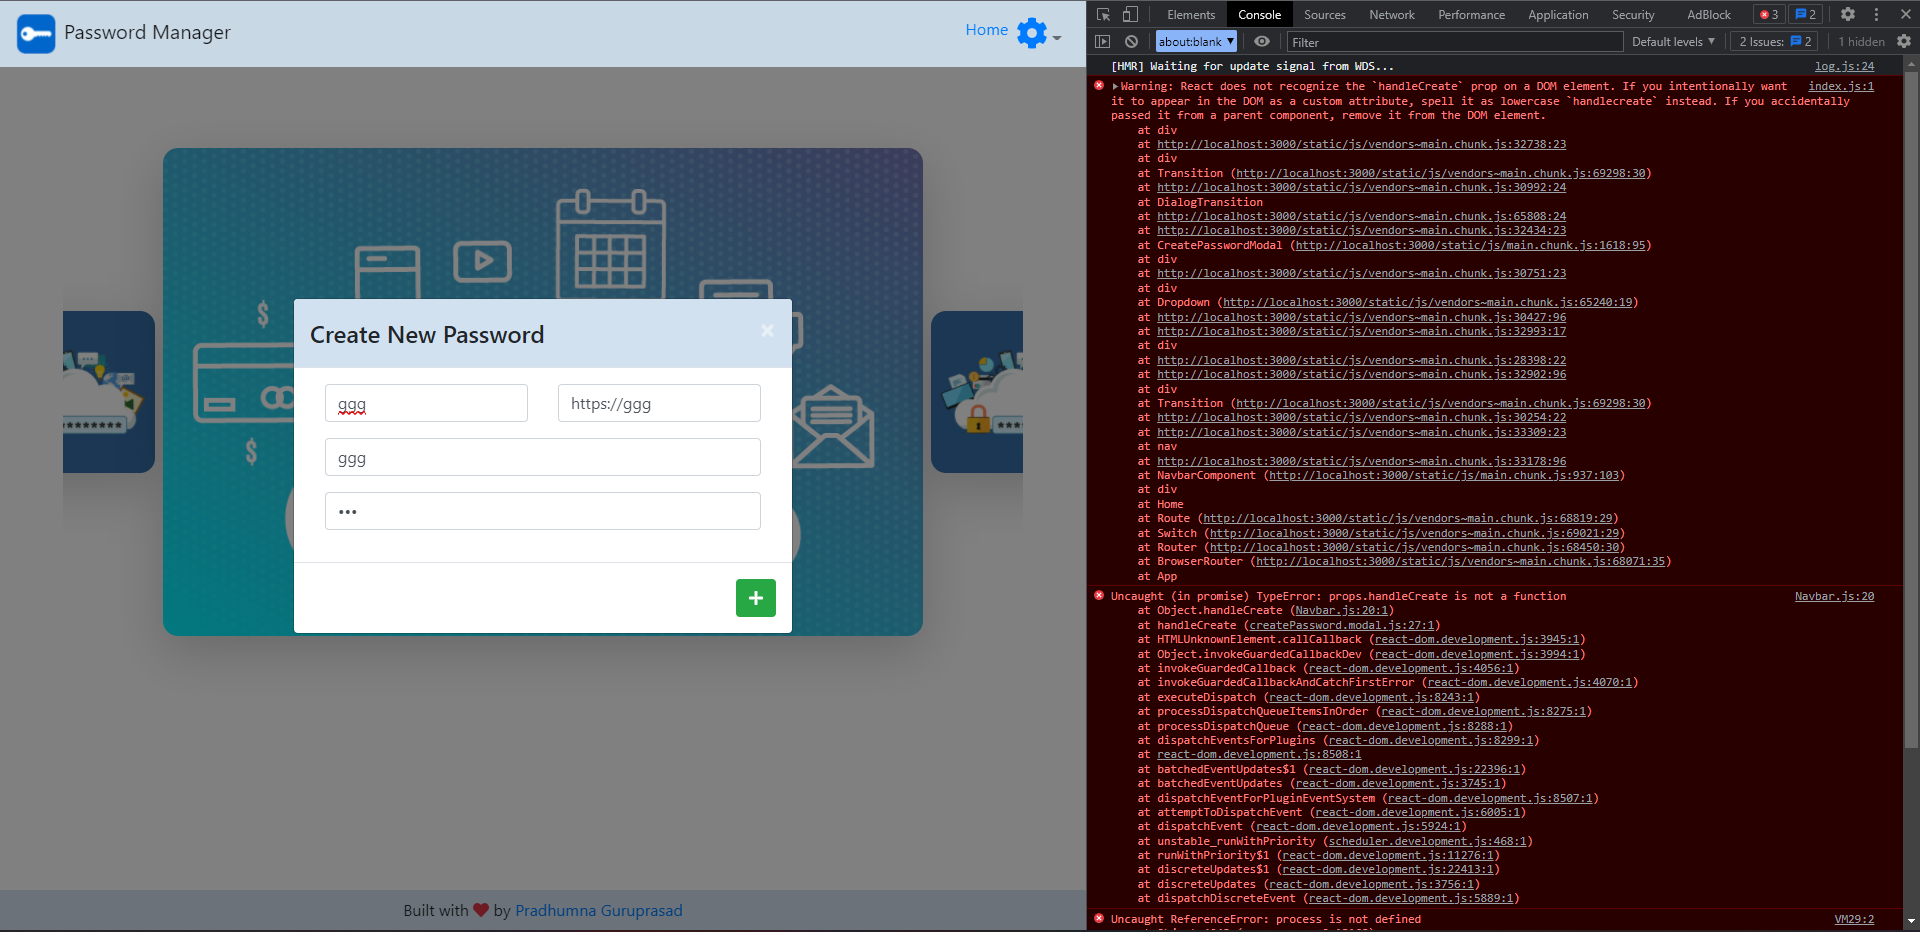 Password Manager
Home
Create New Password
×
ggg
https://ggg
ggg
•••
+
Built with ❤ by Pradhumna Guruprasad
Elements Console Sources Network Performance Application Security AdBlock 3 2
about:blank Filter Default levels 2 Issues: 2 1 hidden
[HMR] Waiting for update signal from WDS... log.js:24
Warning: React does not recognize the `handleCreate` prop on a DOM element. If you intentionally want index.js:1
it to appear in the DOM as a custom attribute, spell it as lowercase `handlecreate` instead. If you accidentally
passed it from a parent component, remove it from the DOM element.
at div
at http://localhost:3000/static/js/vendors~main.chunk.js:32738:23
at div
at Transition (http://localhost:3000/static/js/vendors~main.chunk.js:69298:30)
at http://localhost:3000/static/js/vendors~main.chunk.js:30992:24
at DialogTransition
at http://localhost:3000/static/js/vendors~main.chunk.js:65808:24
at http://localhost:3000/static/js/vendors~main.chunk.js:32434:23
at CreatePasswordModal (http://localhost:3000/static/js/main.chunk.js:1618:95)
at div
at http://localhost:3000/static/js/vendors~main.chunk.js:30751:23
at div
at Dropdown (http://localhost:3000/static/js/vendors~main.chunk.js:65240:19)
at http://localhost:3000/static/js/vendors~main.chunk.js:30427:96
at http://localhost:3000/static/js/vendors~main.chunk.js:32993:17
at div
at http://localhost:3000/static/js/vendors~main.chunk.js:28398:22
at http://localhost:3000/static/js/vendors~main.chunk.js:32902:96
at div
at Transition (http://localhost:3000/static/js/vendors~main.chunk.js:69298:30)
at http://localhost:3000/static/js/vendors~main.chunk.js:30254:22
at http://localhost:3000/static/js/vendors~main.chunk.js:33309:23
at nav
at http://localhost:3000/static/js/vendors~main.chunk.js:33178:96
at NavbarComponent (http://localhost:3000/static/js/main.chunk.js:937:103)
at div
at Home
at Route (http://localhost:3000/static/js/vendors~main.chunk.js:68819:29)
at Switch (http://localhost:3000/static/js/vendors~main.chunk.js:69021:29)
at Router (http://localhost:3000/static/js/vendors~main.chunk.js:68450:30)
at BrowserRouter (http://localhost:3000/static/js/vendors~main.chunk.js:68071:35)
at App
Uncaught (in promise) TypeError: props.handleCreate is not a function Navbar.js:20
at Object.handleCreate (Navbar.js:20:1)
at handleCreate (createPassword.modal.js:27:1)
at HTMLUnknownElement.callCallback (react-dom.development.js:3945:1)
at Object.invokeGuardedCallbackDev (react-dom.development.js:3994:1)
at invokeGuardedCallback (react-dom.development.js:4056:1)
at invokeGuardedCallbackAndCatchFirstError (react-dom.development.js:4070:1)
at executeDispatch (react-dom.development.js:8243:1)
at processDispatchQueueItemsInOrder (react-dom.development.js:8275:1)
at processDispatchQueue (react-dom.development.js:8288:1)
at dispatchEventsForPlugins (react-dom.development.js:8299:1)
at react-dom.development.js:8508:1
at batchedEventUpdates$1 (react-dom.development.js:22396:1)
at batchedEventUpdates (react-dom.development.js:3745:1)
at dispatchEventForPluginEventSystem (react-dom.development.js:8507:1)
at attemptToDispatchEvent (react-dom.development.js:6005:1)
at dispatchEvent (react-dom.development.js:5924:1)
at unstable_runWithPriority (scheduler.development.js:468:1)
at runWithPriority$1 (react-dom.development.js:11276:1)
at discreteUpdates$1 (react-dom.development.js:22413:1)
at discreteUpdates (react-dom.development.js:3756:1)
at dispatchDiscreteEvent (react-dom.development.js:5889:1)
Uncaught ReferenceError: process is not defined VM29:2